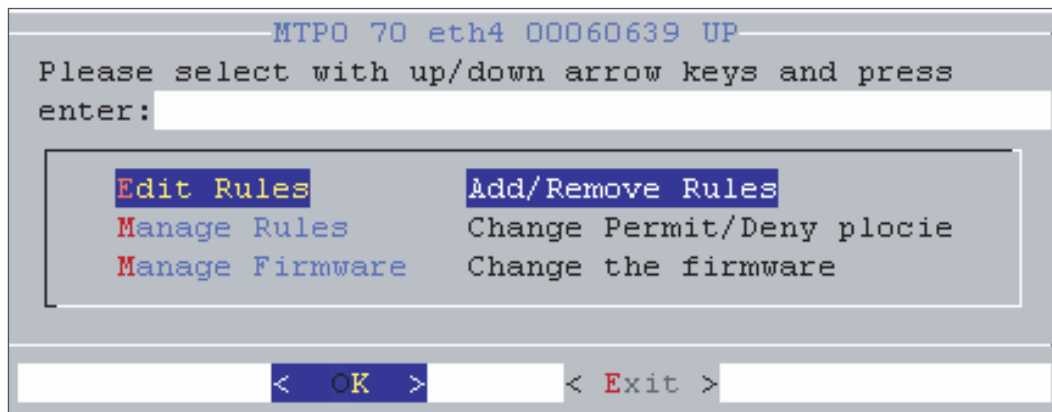 MTPO 70 eth4 00060639 UP
Please select with up/down arrow keys and press
enter:
Edit Rules Add/Remove Rules
Manage Rules Change Permit/Deny plocie
Manage Firmware Change the firmware
< OK > < Exit >